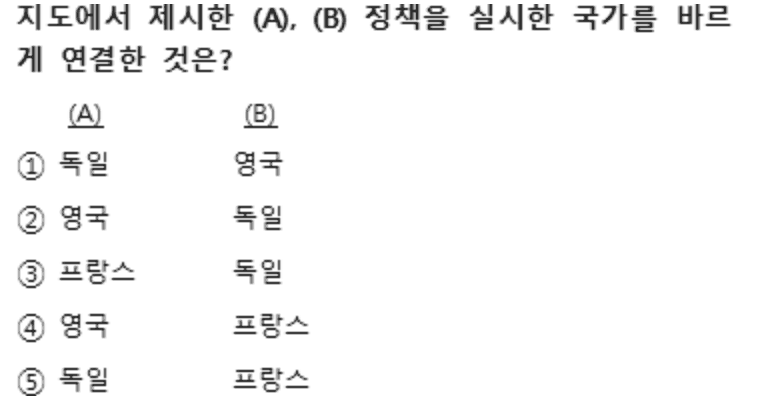 지도에서 제시한 (A), (B) 정책을 실시한 국가를 바르
게 연결한 것은?
(A) (B)
① 독일 영국
② 영국 독일
③ 프랑스 독일
④ 영국 프랑스
⑤ 독일 프랑스